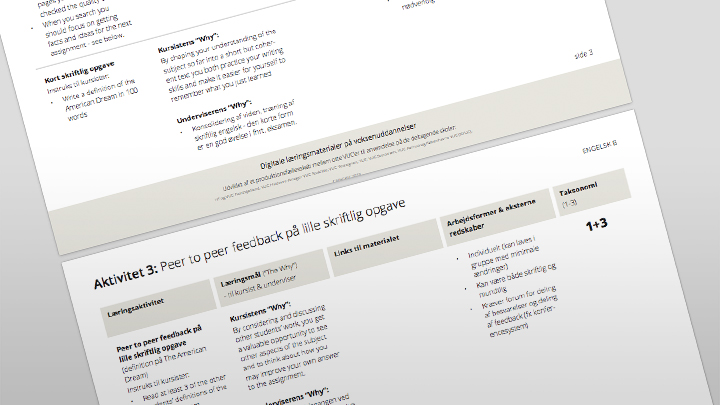 checked the quality
When you search you
should focus on getting
facts and ideas for the next
assignment - see below.
nødvendig
Kort skriftlig opgave
Instruks til kursister:
Write a definition of the
American Dream in 100
words
Kursistens "Why":
By shaping your understanding of the
subject so far into a short but coher-
ent text you both practice your writing
skills and make it easier for yourself to
remember what you just learned
Underviserens "Why":
Konsolidering af viden, træning af
skriftlig engelsk - den korte form
er en god øvelse i fht. eksamen.
side 3
Digitale læringsmaterialer på voksenuddannelser
Udviklet af et produktionsfællesskab mellem otte VUC'er til anvendelse på de deltagende skoler:
ENGELSK B
Aktivitet 3: Peer to peer feedback på lille skriftlig opgave
Læringsaktivitet
Læringsmål ("The Why")
- til kursist & underviser
Links til materialet
Arbejdsformer & eksterne
redskaber
Taksonomi
(1-3)
Peer to peer feedback på
lille skriftlig opgave
(definition på The American
Dream)
Instruks til kursister:
Read at least 3 of the other
definitions of the
Kursistens "Why":
By considering and discussing
other students' work, you get
a valuable opportunity to see
other aspects of the subject
and to think about how you
may improve your own answer
to the assignment.
"Why":
Individuelt (kan laves i
gruppe med minimale
ændringer)
Kan være både skriftlig og
mundtlig
Kræver forum for deling
af besvarelser og deling
af feedback (fx konfer-
encesystem)
1+3